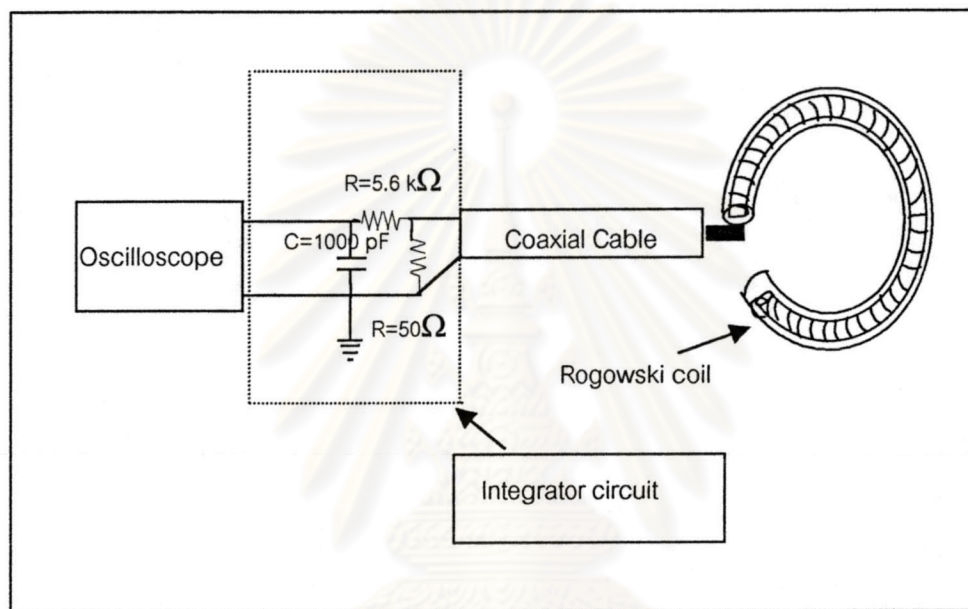 R=5.6 kΩ
C=1000 pF
Oscilloscope
Coaxial Cable
R=50Ω
Rogowski coil
Integrator circuit